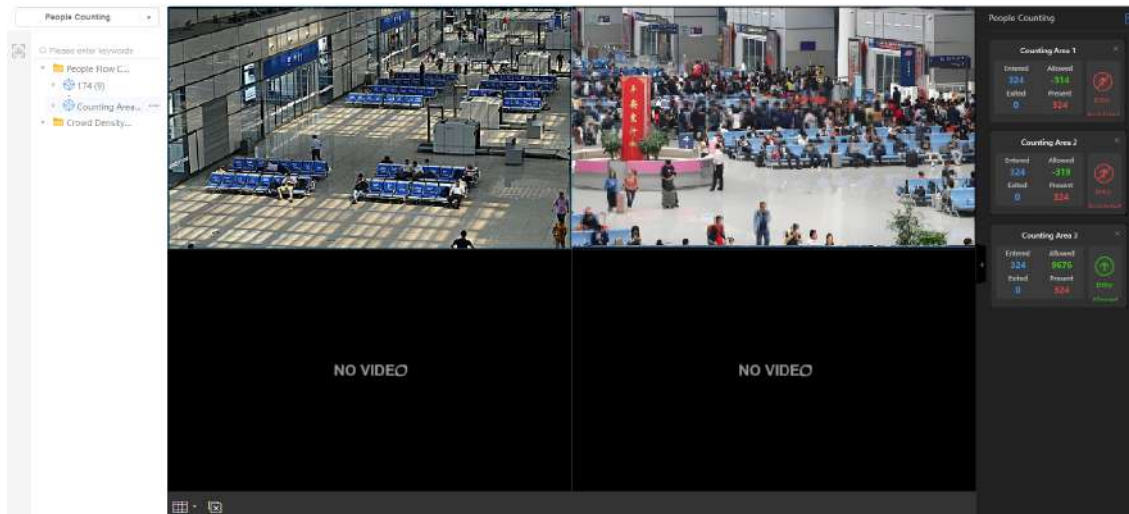 People Counting
Please enter keywords
People Flow C...
174 (9)
Counting Area...
Crowd Density...
NO VIDEO
NO VIDEO
People Counting
Counting Area 1
Entered Allowed
324 -314
Exited Present
0 324
Entry
Counting Area 2
Entered Allowed
324 -319
Exited Present
0 324
Entry
Counting Area 3
Entered Allowed
324 9676
Exited Present
0 324
Entry
Allowed